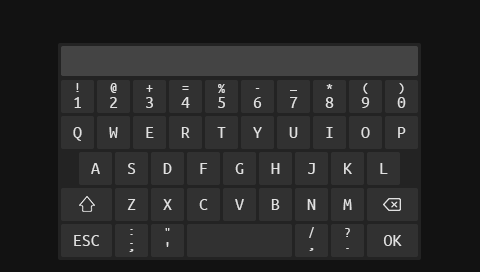 ! @ + = % - _ * ( )
1 2 3 4 5 6 7 8 9 0
Q W E R T Y U I O P
A S D F G H J K L
Z X C V B N M
: " / ?
ESC ; ' , . OK